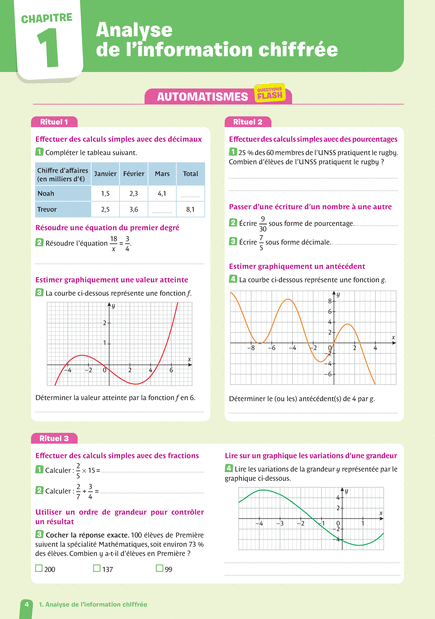 CHAPITRE
1
Analyse
de l'information chiffrée
AUTOMATISMES
QUESTIONS
FLASH
Rituel 1
Effectuer des calculs simples avec des décimaux
1 Compléter le tableau suivant.
Chiffre d'affaires (en milliers d'€) Janvier Février Mars Total
Noah 1,5 2,3 4,1 ..........
Trevor 2,5 3,6 .......... 8,1
Résoudre une équation du premier degré
2 Résoudre l'équation 18/x = 3/4.
Estimer graphiquement une valeur atteinte
3 La courbe ci-dessous représente une fonction f.
y
2
1
x
−4 −2 0 2 4 6
Déterminer la valeur atteinte par la fonction f en 6.
Rituel 2
Effectuer des calculs simples avec des pourcentages
1 25 % des 60 membres de l'UNSS pratiquent le rugby.
Combien d'élèves de l'UNSS pratiquent le rugby ?
Passer d'une écriture d'un nombre à une autre
2 Écrire 9/30 sous forme de pourcentage.
3 Écrire 7/5 sous forme décimale.
Estimer graphiquement un antécédent
4 La courbe ci-dessous représente une fonction g.
y
8
6
4
2
x
−8 −6 −4 −2 0 2 4
−2
−4
−6
Déterminer le (ou les) antécédent(s) de 4 par g.
Rituel 3
Effectuer des calculs simples avec des fractions
1 Calculer : 2/5 × 15 =
2 Calculer : 2/7 + 3/4 =
Utiliser un ordre de grandeur pour contrôler
un résultat
3 Cocher la réponse exacte. 100 élèves de Première
suivent la spécialité Mathématiques, soit environ 73 %
des élèves. Combien y a-t-il d'élèves en Première ?
200 137 99
Lire sur un graphique les variations d'une grandeur
4 Lire les variations de la grandeur y représentée par le
graphique ci-dessous.
y
4
2
x
−4 −3 −2 −1 0 1
−2
−4
4 1. Analyse de l'information chiffrée